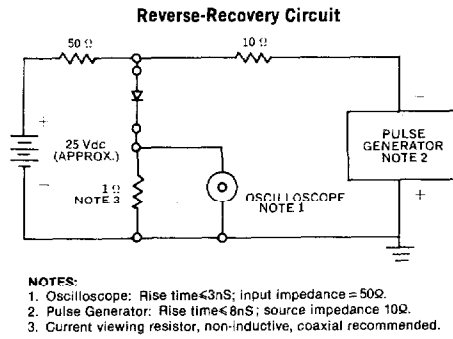 Reverse-Recovery Circuit
50 Ω
10 Ω
+
−
25 Vdc
(APPROX.)
−
1 Ω
NOTE 3
OSCILLOSCOPE
NOTE 1
PULSE
GENERATOR
NOTE 2
+
NOTES:
1. Oscilloscope: Rise time≤3nS; input impedance = 50Ω.
2. Pulse Generator: Rise time≤8nS; source impedance 10Ω.
3. Current viewing resistor, non-inductive, coaxial recommended.